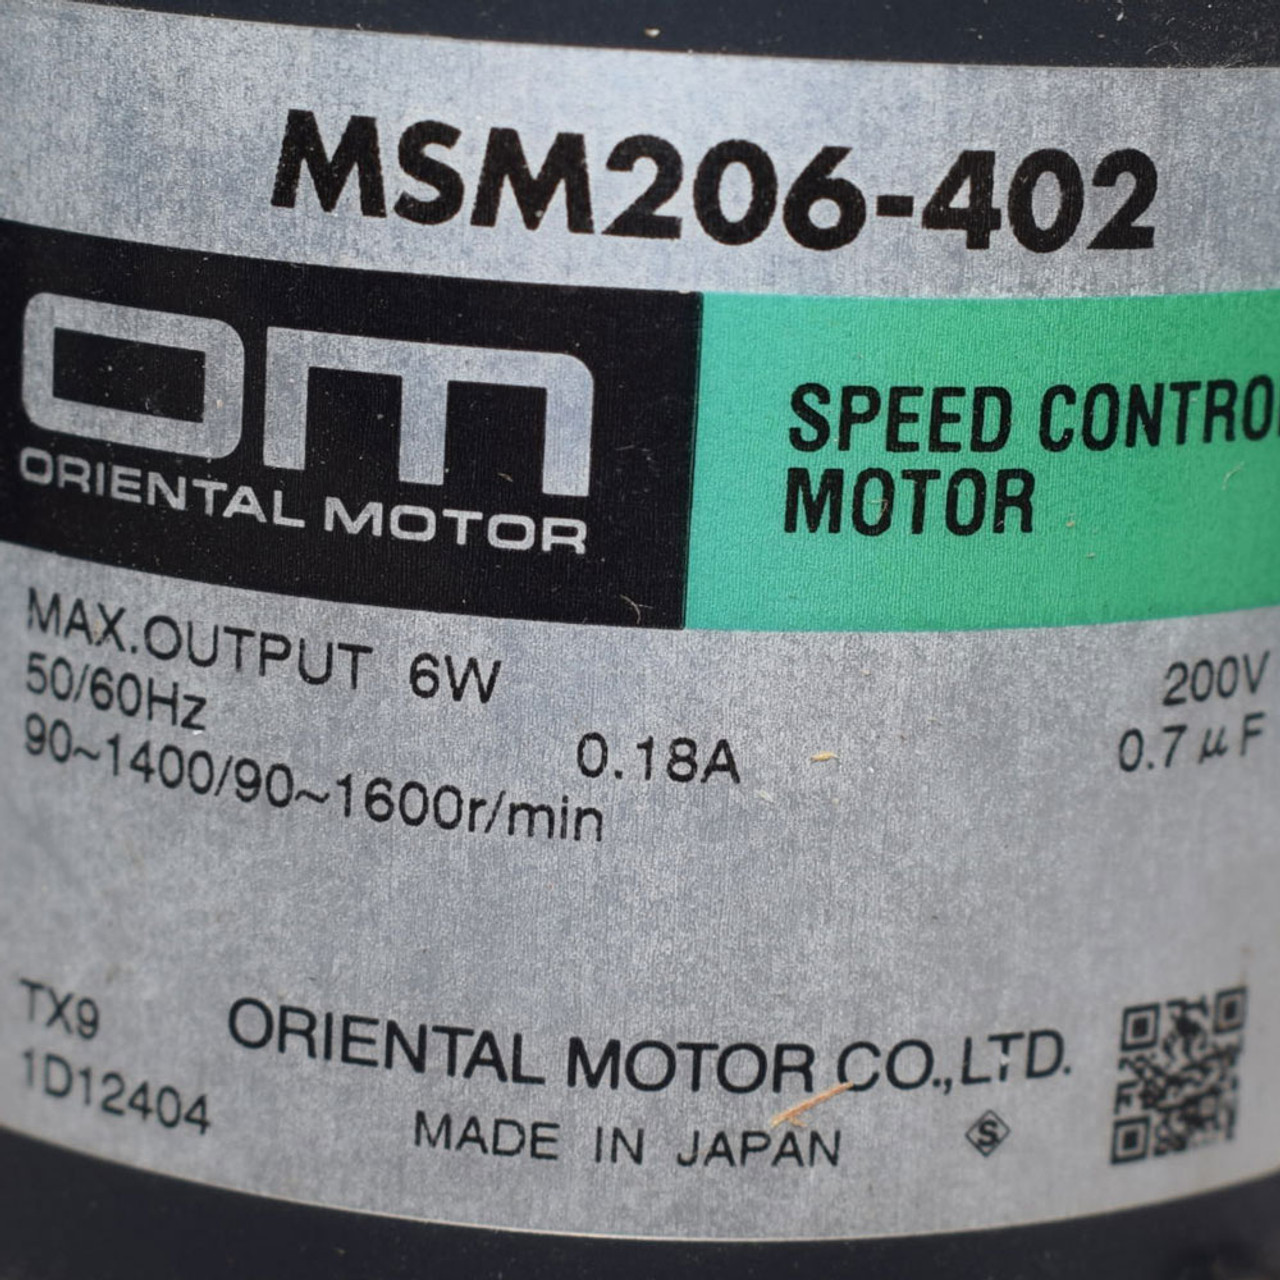 MSM206-402
om
ORIENTAL MOTOR
SPEED CONTRO
MOTOR
MAX.OUTPUT 6W
200V
50/60Hz
0.18A
0.7μF
90~1400/90~1600r/min
TX9
1D12404
ORIENTAL MOTOR CO.,LTD.
MADE IN JAPAN
S